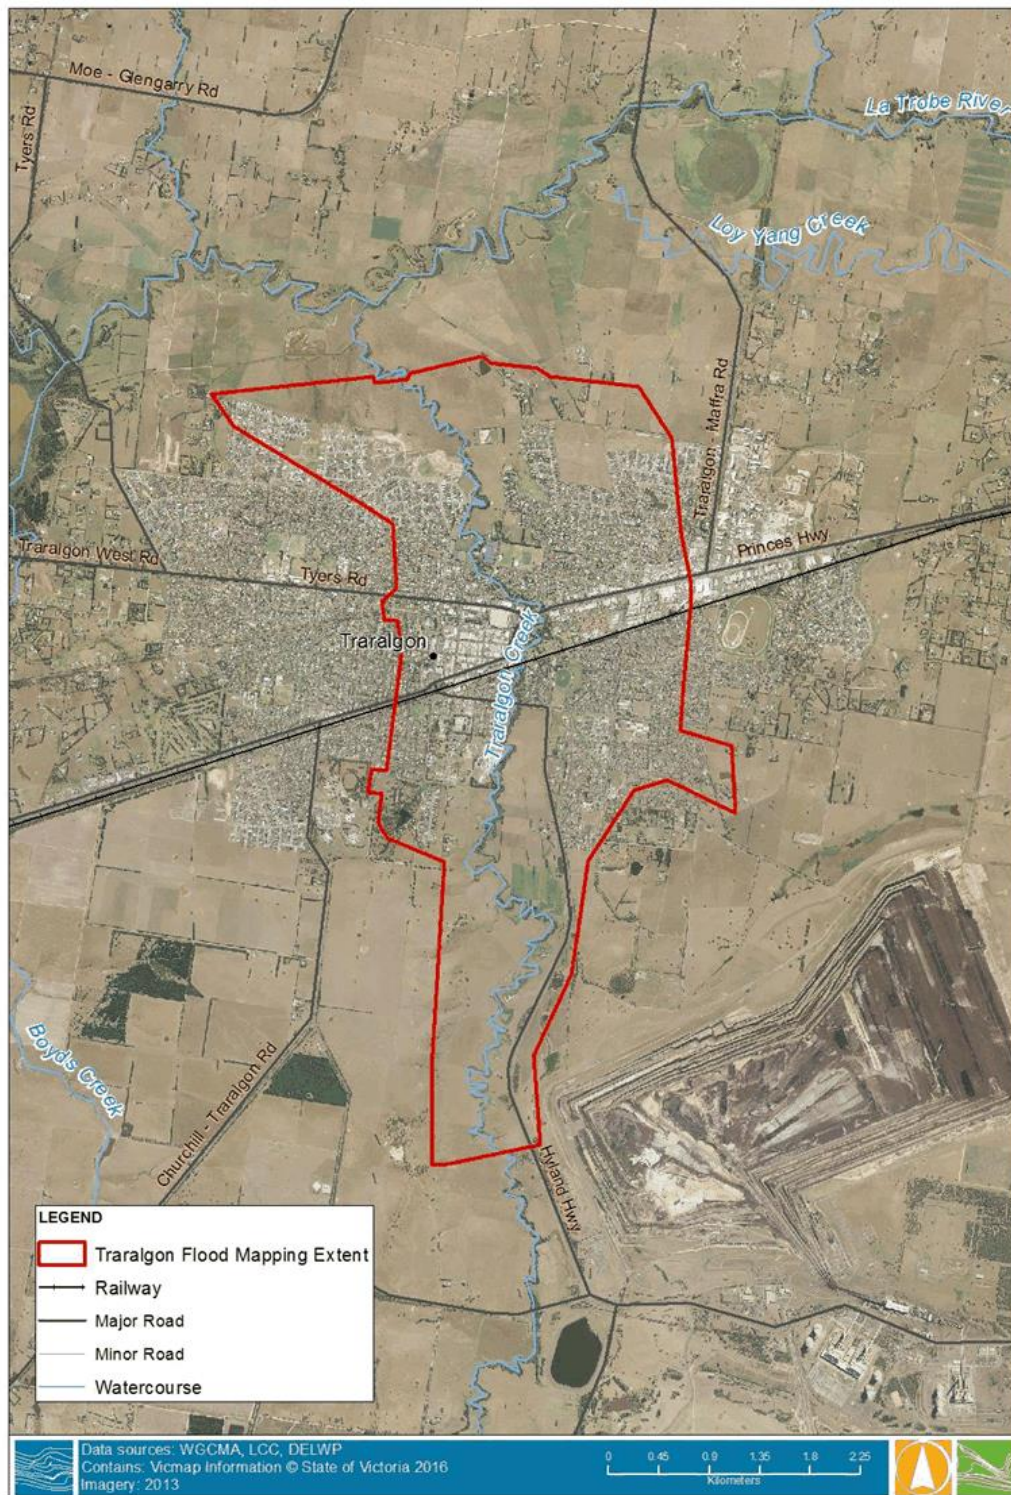 Moe - Glengarry Rd
La Trobe River
Tyers Rd
Loy Yang Creek
Traralgon - Maffra Rd
Princes Hwy
Traralgon West Rd
Tyers Rd
Traralgon
Traralgon Creek
Boyds Creek
Churchill - Traralgon Rd
Hyland Hwy
LEGEND
Traralgon Flood Mapping Extent
Railway
Major Road
Minor Road
Watercourse
Data sources: WGCMA, LCC, DELWP
Contains: Vicmap Information © State of Victoria 2016
Imagery: 2013
0 0.45 0.9 1.35 1.8 2.25
Kilometers